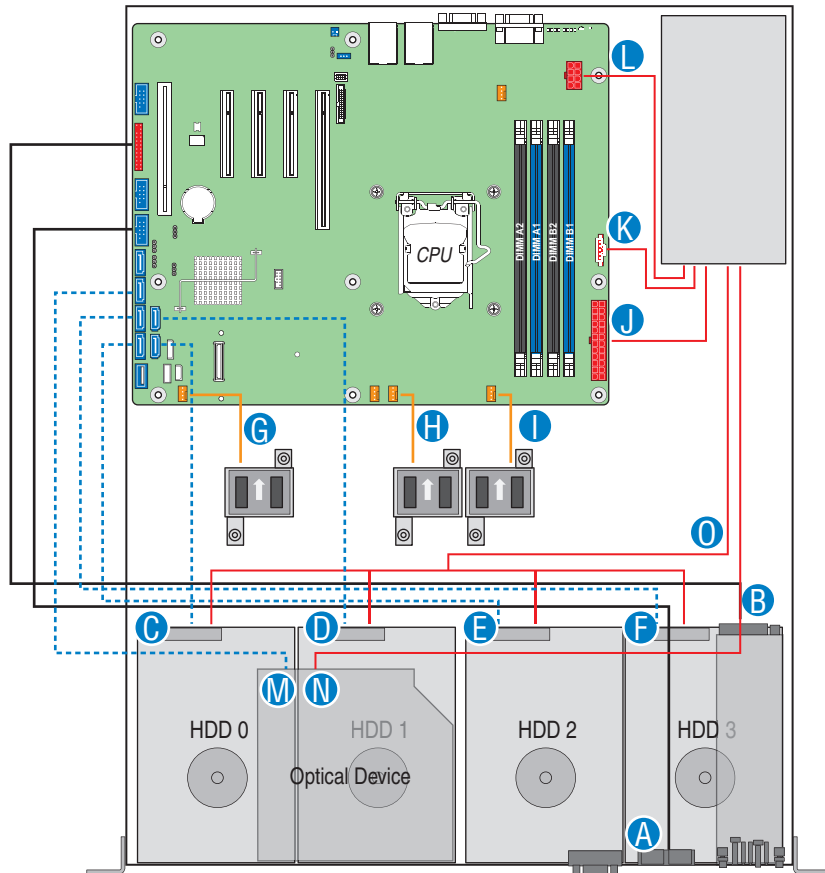 L
CPU
DIMM A2
DIMM A1
DIMM B2
DIMM B1
K
J
G
H
I
O
B
C
D
E
F
M
N
HDD 0
HDD 1
HDD 2
HDD 3
Optical Device
A